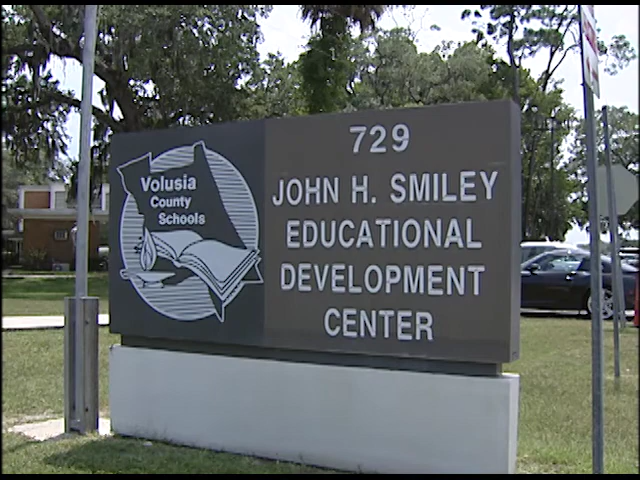 Volusia
County
Schools
729
JOHN H. SMILEY
EDUCATIONAL
DEVELOPMENT
CENTER